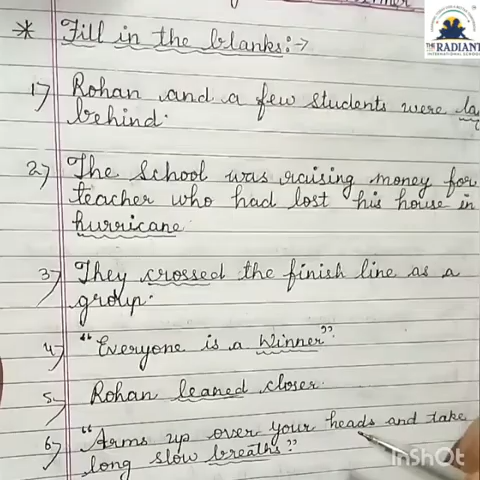 * Fill in the blanks:→
1) Rohan and a few students were
behind.
2) The School was raising money for
teacher who had lost his house in
hurricane
3) They crossed the finish line as a
group.
4) "Everyone is a Winner".
5) Rohan leaned closer.
6) "Arms up over your heads and take
long slow breaths."
THE RADIANT
INTERNATIONAL SCHOOL
InShOt